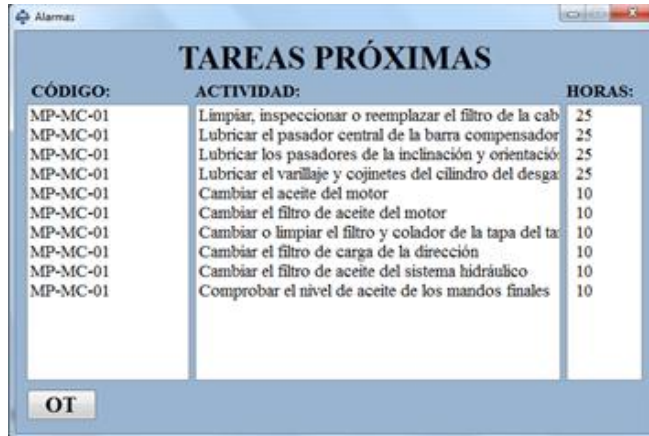 Alarmas
TAREAS PRÓXIMAS
CÓDIGO: ACTIVIDAD: HORAS:
MP-MC-01 Limpiar, inspeccionar o reemplazar el filtro de la cab 25
MP-MC-01 Lubricar el pasador central de la barra compensador 25
MP-MC-01 Lubricar los pasadores de la inclinación y orientació 25
MP-MC-01 Lubricar el varillaje y cojinetes del cilindro del desga 25
MP-MC-01 Cambiar el aceite del motor 10
MP-MC-01 Cambiar el filtro de aceite del motor 10
MP-MC-01 Cambiar o limpiar el filtro y colador de la tapa del ta 10
MP-MC-01 Cambiar el filtro de carga de la dirección 10
MP-MC-01 Cambiar el filtro de aceite del sistema hidráulico 10
MP-MC-01 Comprobar el nivel de aceite de los mandos finales 10
OT